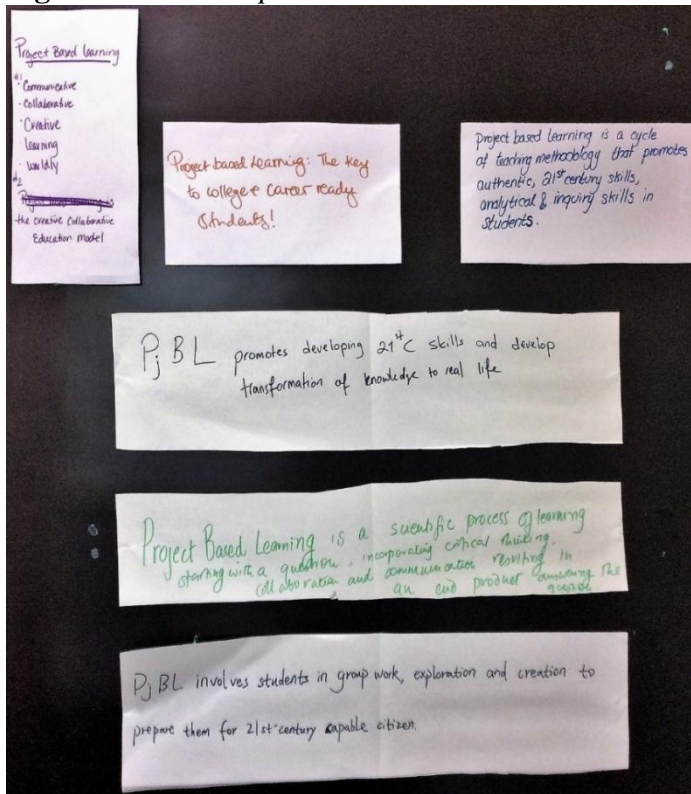 Project Based Learning
#1
· Communicative
· Collaborative
· Creative
· Learning
· Worldly
#2
the Creative Collaborative
Education model
Project based Learning: The key
to college & career ready
Students!
Project based learning is a cycle
of teaching methodology that promotes
authentic, 21st century skills,
analytical & inquiry skills in
students.
PjBL promotes developing 21st C skills and develop
transformation of knowledge to real life
Project Based Learning is a scientific process of learning
starting with a question, incorporating critical thinking,
collaboration and communication resulting in
an end product answering the
question
PjBL involves students in group work, exploration and creation to
prepare them for 21st-century capable citizen.